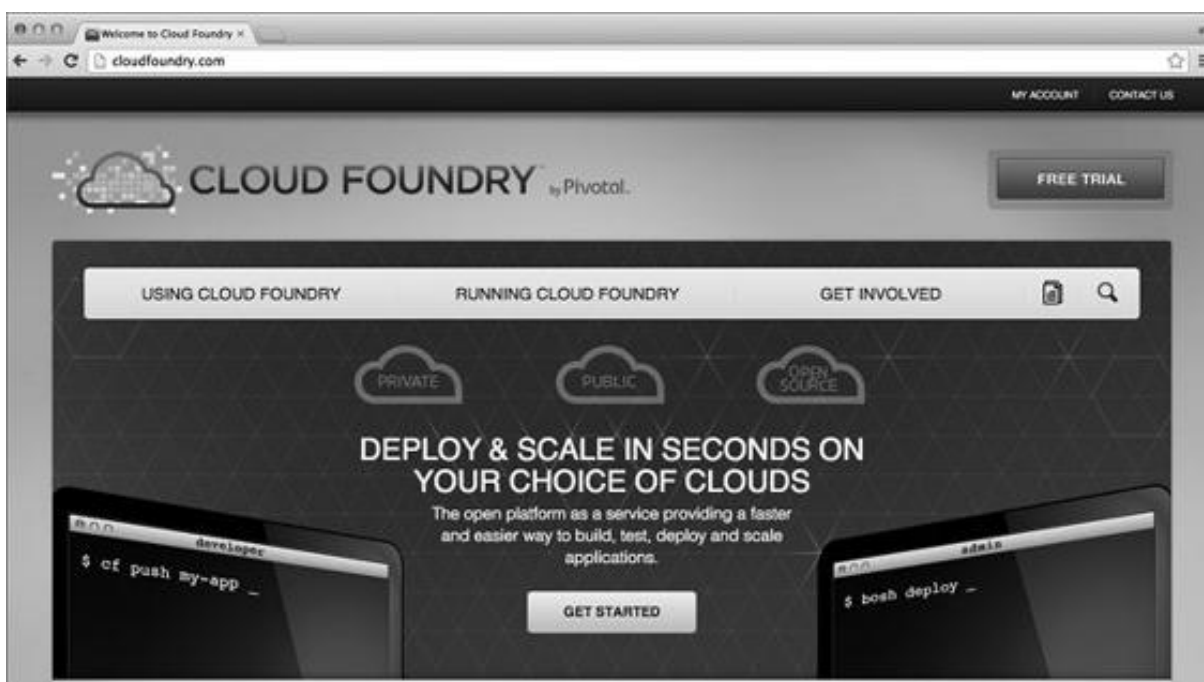 Welcome to Cloud Foundry ×
cloudfoundry.com
MY ACCOUNT CONTACT US
CLOUD FOUNDRY™ by Pivotal.
FREE TRIAL
USING CLOUD FOUNDRY RUNNING CLOUD FOUNDRY GET INVOLVED
PRIVATE PUBLIC OPEN
SOURCE
DEPLOY & SCALE IN SECONDS ON
YOUR CHOICE OF CLOUDS
The open platform as a service providing a faster
and easier way to build, test, deploy and scale
applications.
GET STARTED
developer
$ cf push my-app _
admin
$ bosh deploy _